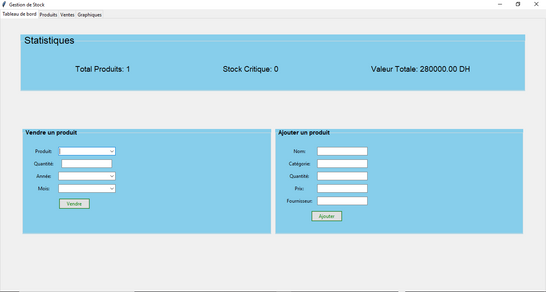 Gestion de Stock
Tableau de bord Produits Ventes Graphiques
Statistiques
Total Produits: 1 Stock Critique: 0 Valeur Totale: 280000.00 DH
Vendre un produit
Produit:
Quantité:
Année:
Mois:
Vendre
Ajouter un produit
Nom:
Catégorie:
Quantité:
Prix:
Fournisseur:
Ajouter